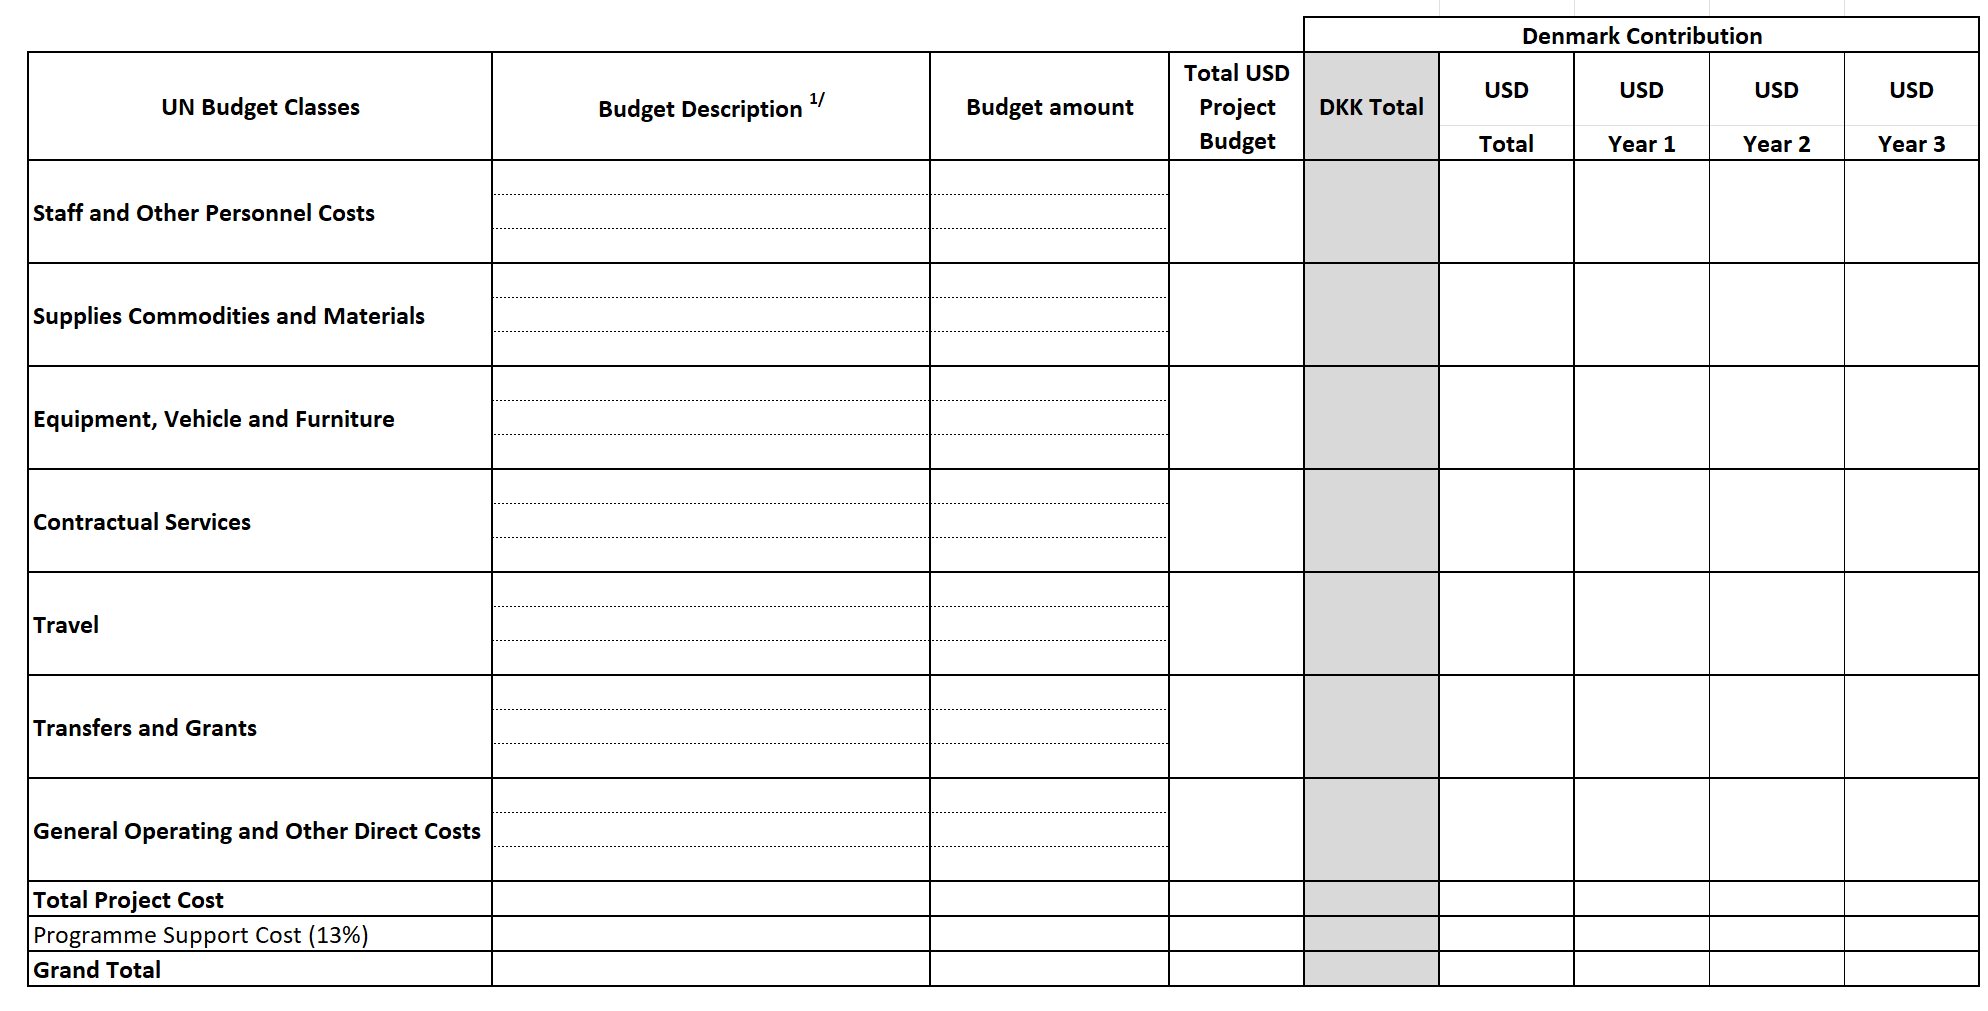 Denmark Contribution
UN Budget Classes
Budget Description 1/
Budget amount
Total USD
Project
Budget
DKK Total
USD
Total
USD
Year 1
USD
Year 2
USD
Year 3
Staff and Other Personnel Costs
Supplies Commodities and Materials
Equipment, Vehicle and Furniture
Contractual Services
Travel
Transfers and Grants
General Operating and Other Direct Costs
Total Project Cost
Programme Support Cost (13%)
Grand Total